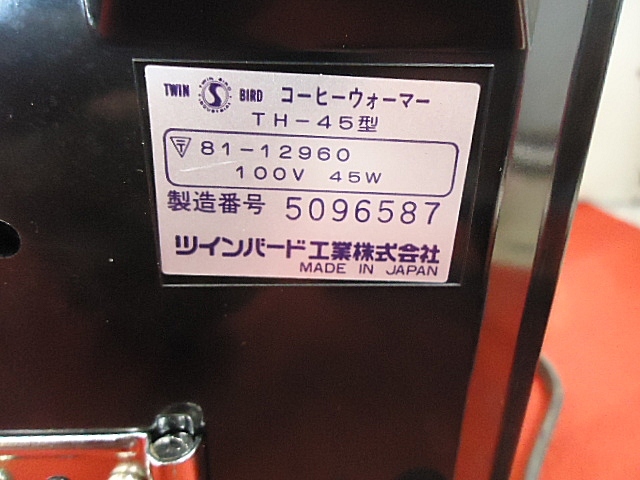 TWIN BIRD コーヒーウォーマー
TH-45型
〒 81-12960
100V 45W
製造番号 5096587
ツインバード工業株式会社
MADE IN JAPAN